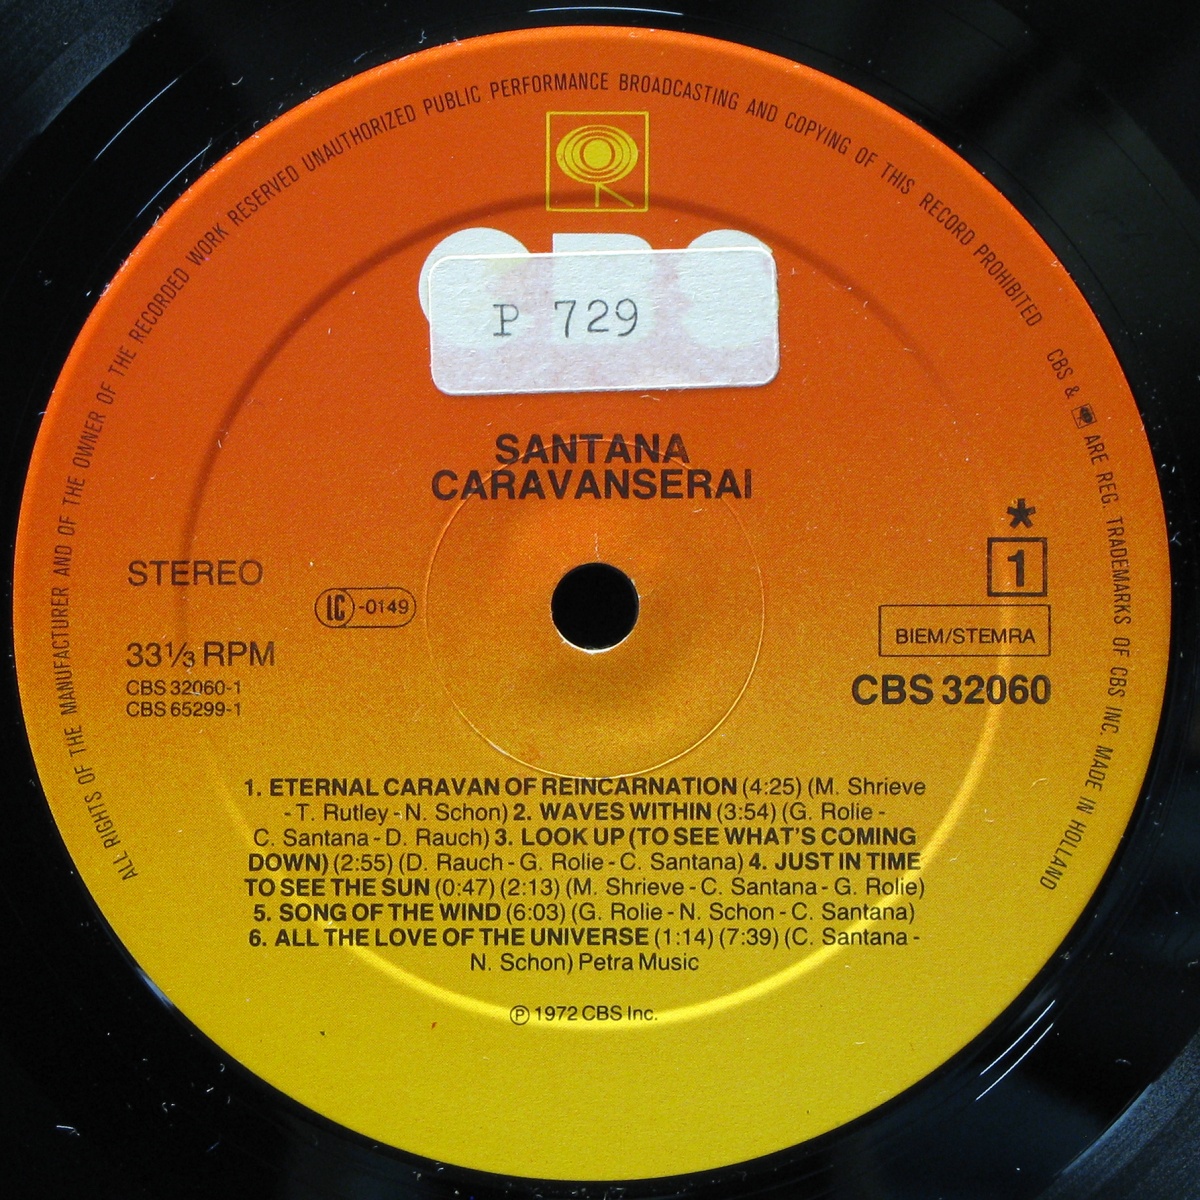 ALL RIGHTS OF THE MANUFACTURER AND OF THE OWNER OF THE RECORDED WORK RESERVED UNAUTHORIZED PUBLIC PERFORMANCE BROADCASTING AND COPYING OF THIS RECORD PROHIBITED CBS & ARE REG. TRADEMARKS OF CBS INC. MADE IN HOLLAND
P 729
SANTANA
CARAVANSERAI
STEREO
LC -0149
33⅓ RPM
CBS 32060-1
CBS 65299-1
*
1
BIEM/STEMRA
CBS 32060
1. ETERNAL CARAVAN OF REINCARNATION (4:25) (M. Shrieve
- T. Rutley - N. Schon) 2. WAVES WITHIN (3:54) (G. Rolie -
C. Santana - D. Rauch) 3. LOOK UP (TO SEE WHAT'S COMING
DOWN) (2:55) (D. Rauch - G. Rolie - C. Santana) 4. JUST IN TIME
TO SEE THE SUN (0:47) (2:13) (M. Shrieve - C. Santana - G. Rolie)
5. SONG OF THE WIND (6:03) (G. Rolie - N. Schon - C. Santana)
6. ALL THE LOVE OF THE UNIVERSE (1:14) (7:39) (C. Santana -
N. Schon) Petra Music
℗ 1972 CBS Inc.